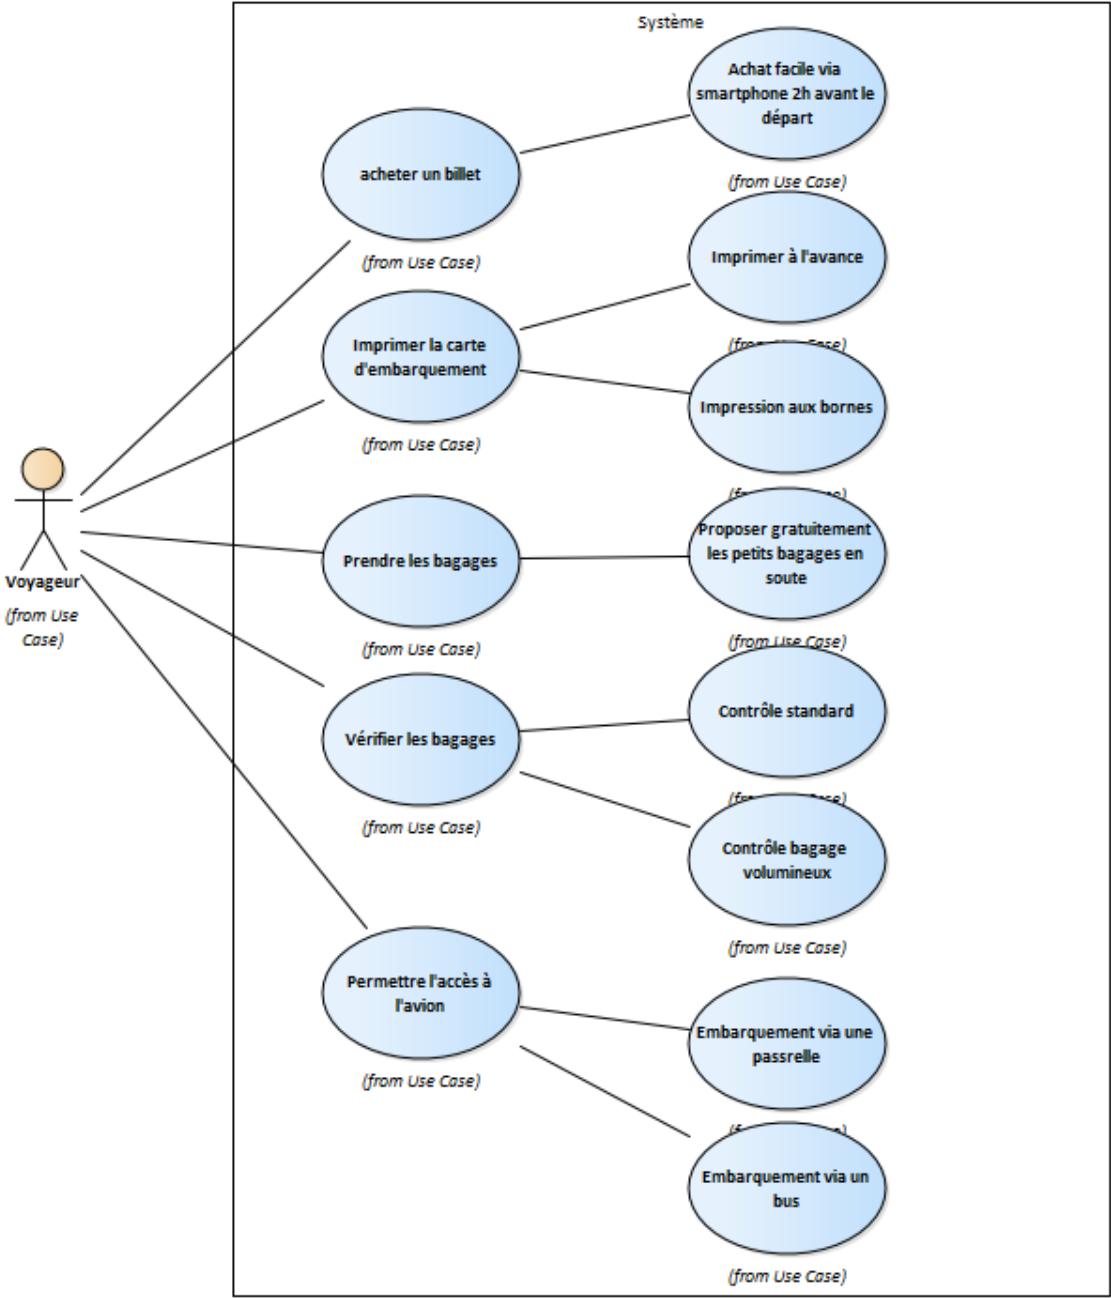 Système
Achat facile via
smartphone 2h avant le
départ
(from Use Case)
acheter un billet
(from Use Case)
Imprimer à l'avance
Imprimer la carte
d'embarquement
(from Use Case)
Impression aux bornes
Voyageur
(from Use
Case)
Prendre les bagages
(from Use Case)
Proposer gratuitement
les petits bagages en
soute
(from Use Case)
Contrôle standard
Vérifier les bagages
(from Use Case)
Contrôle bagage
volumineux
(from Use Case)
Permettre l'accès à
l'avion
(from Use Case)
Embarquement via une
passrelle
Embarquement via un
bus
(from Use Case)